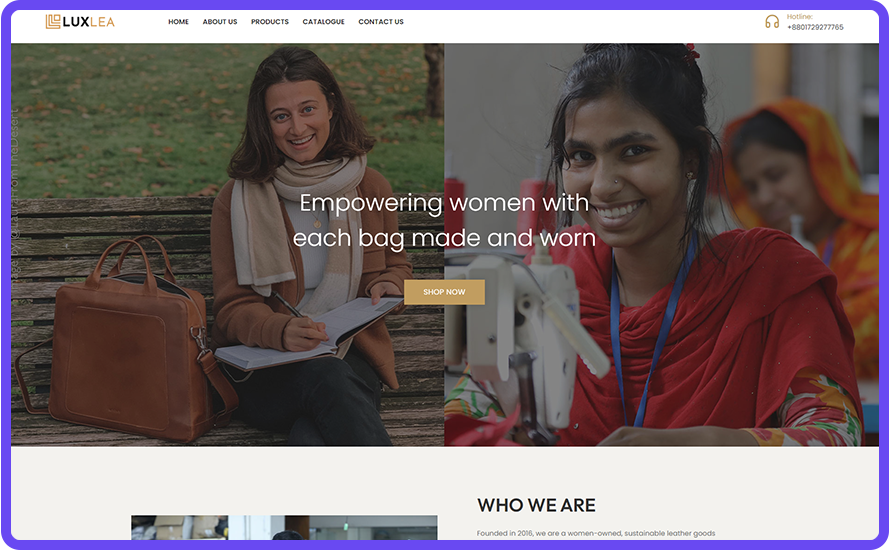 LUXLEA
HOME ABOUT US PRODUCTS CATALOGUE CONTACT US
Hotline:
+8801729277765
Empowering women with
each bag made and worn
SHOP NOW
WHO WE ARE
Founded in 2016, we are a women-owned, sustainable leather goods